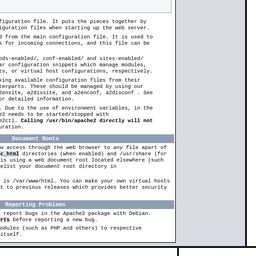 figuration file. It puts the pieces together by
iguration files when starting up the web server.
d from the main configuration file. It is used to
s for incoming connections, and this file can be
ods-enabled/, conf-enabled/ and sites-enabled/
ar configuration snippets which manage modules,
ts, or virtual host configurations, respectively.
king available configuration files from their
terparts. These should be managed by using our
2ensite, a2dissite, and a2enconf, a2disconf . See
or detailed information.
. Due to the use of environment variables, in the
e2 needs to be started/stopped with
e2ctl. Calling /usr/bin/apache2 directly will not
uration.
Document Roots
ow access through the web browser to any file apart of
c_html directories (when enabled) and /usr/share (for
is using a web document root located elsewhere (such
elist your document root directory in
is /var/www/html. You can make your own virtual hosts
t to previous releases which provides better security
Reporting Problems
report bugs in the Apache2 package with Debian.
rts before reporting a new bug.
odules (such as PHP and others) to respective
itself.